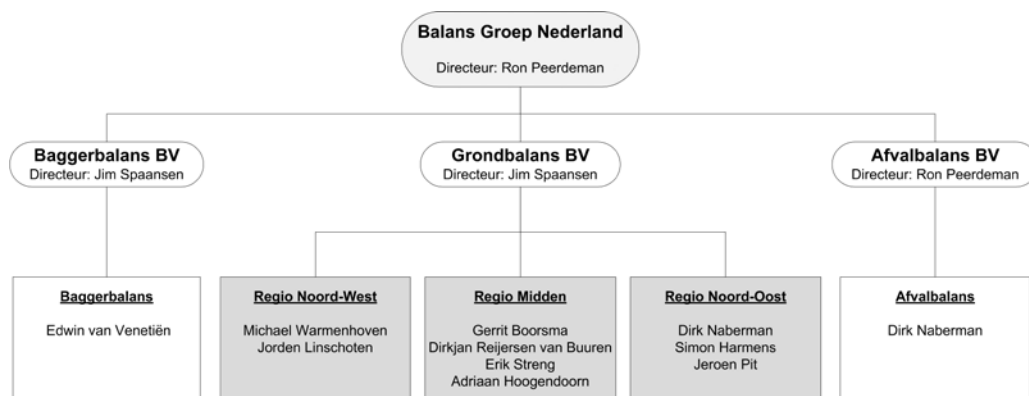 Balans Groep Nederland
Directeur: Ron Peerdeman
Baggerbalans BV
Directeur: Jim Spaansen
Grondbalans BV
Directeur: Jim Spaansen
Afvalbalans BV
Directeur: Ron Peerdeman
Baggerbalans
Edwin van Venetiën
Regio Noord-West
Michael Warmenhoven
Jorden Linschoten
Regio Midden
Gerrit Boorsma
Dirkjan Reijersen van Buuren
Erik Streng
Adriaan Hoogendoorn
Regio Noord-Oost
Dirk Naberman
Simon Harmens
Jeroen Pit
Afvalbalans
Dirk Naberman